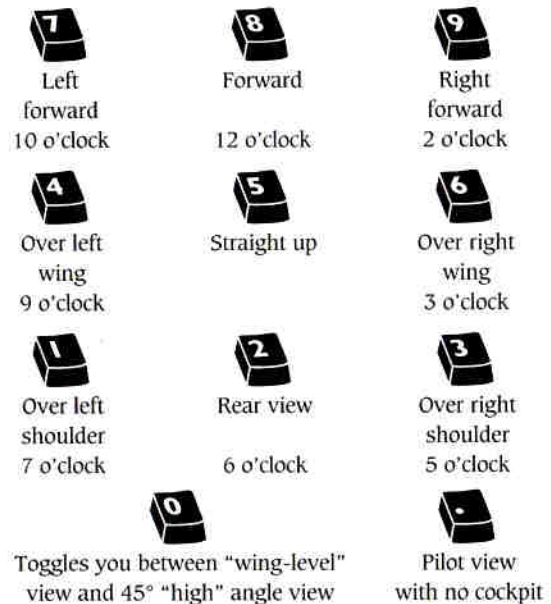 7 8 9
Left Forward Right
forward forward
10 o'clock 12 o'clock 2 o'clock
4 5 6
Over left Straight up Over right
wing wing
9 o'clock 3 o'clock
1 2 3
Over left Rear view Over right
shoulder shoulder
7 o'clock 6 o'clock 5 o'clock
0 .
Toggles you between “wing-level” Pilot view
view and 45° “high” angle view with no cockpit